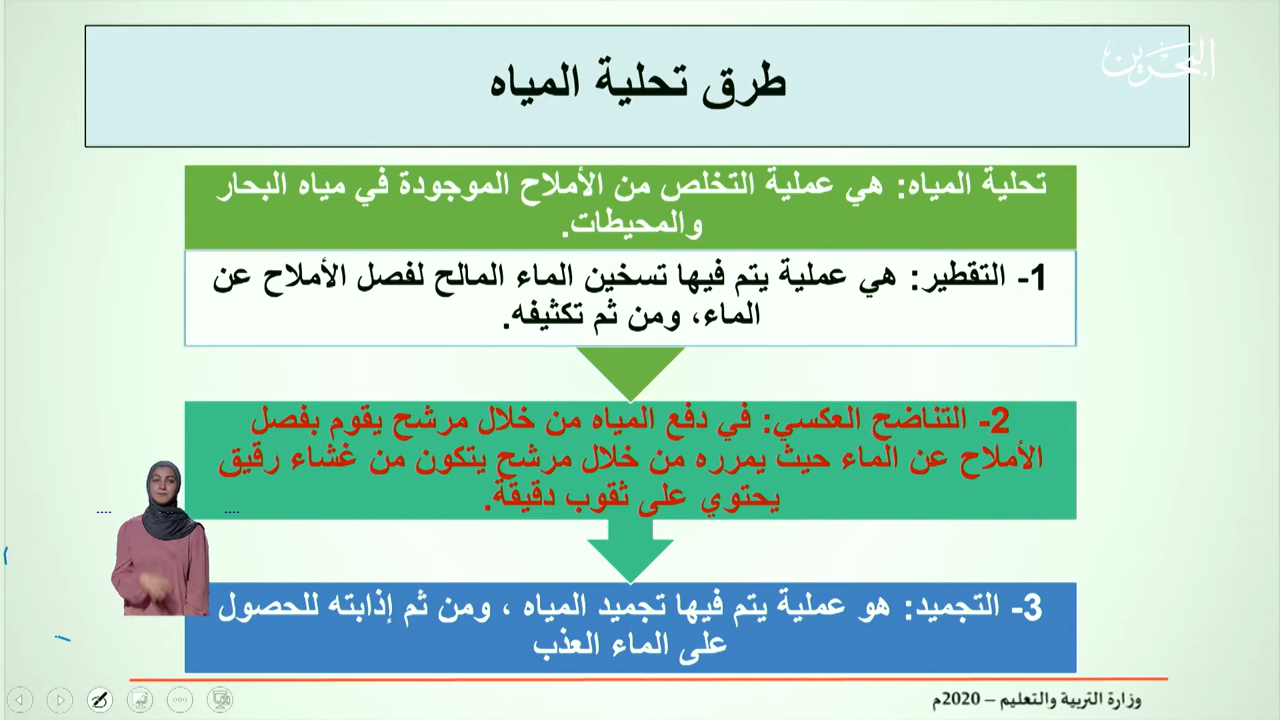 البحرين
طرق تحلية المياه
تحلية المياه: هي عملية التخلص من الأملاح الموجودة في مياه البحار
والمحيطات.
1- التقطير: هي عملية يتم فيها تسخين الماء المالح لفصل الأملاح عن
الماء، ومن ثم تكثيفه.
2- التناضح العكسي: في دفع المياه من خلال مرشح يقوم بفصل
الأملاح عن الماء حيث يمرره من خلال مرشح يتكون من غشاء رقيق
يحتوي على ثقوب دقيقة.
3- التجميد: هو عملية يتم فيها تجميد المياه ، ومن ثم إذابته للحصول
على الماء العذب
وزارة التربية والتعليم – 2020م